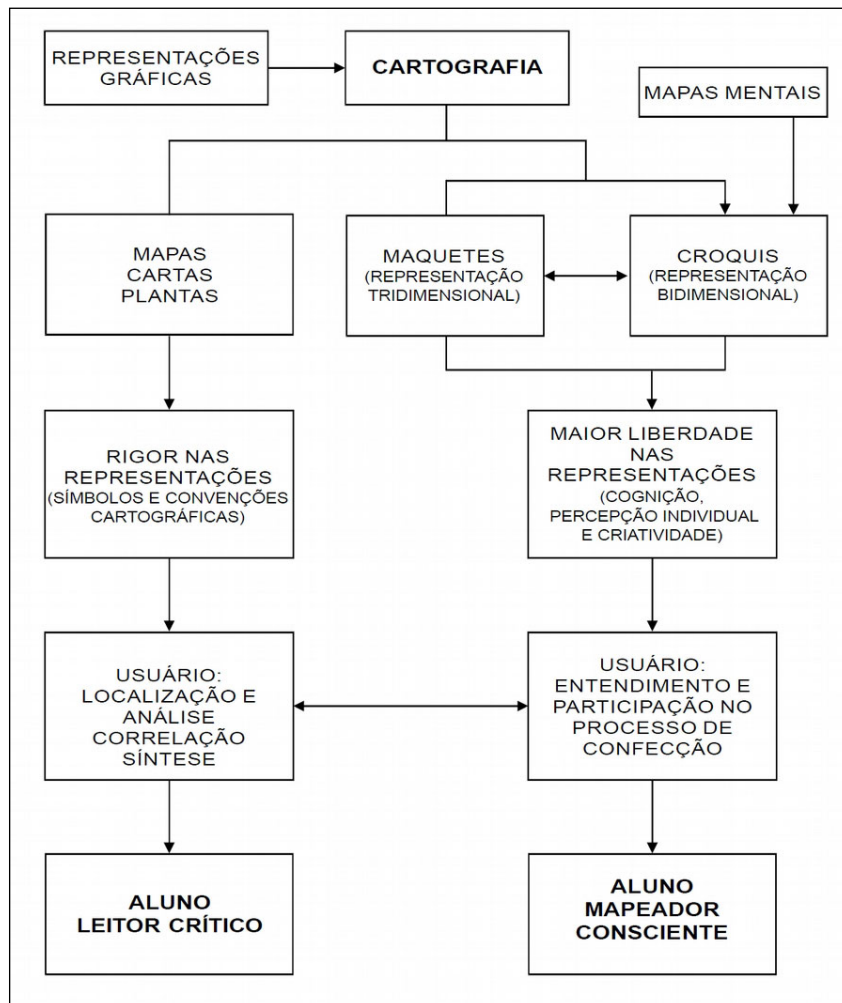 REPRESENTAÇÕES
GRÁFICAS
CARTOGRAFIA
MAPAS MENTAIS
MAPAS
CARTAS
PLANTAS
MAQUETES
(REPRESENTAÇÃO
TRIDIMENSIONAL)
CROQUIS
(REPRESENTAÇÃO
BIDIMENSIONAL)
RIGOR NAS
REPRESENTAÇÕES
(SÍMBOLOS E CONVENÇÕES
CARTOGRÁFICAS)
MAIOR LIBERDADE
NAS
REPRESENTAÇÕES
(COGNIÇÃO,
PERCEPÇÃO INDIVIDUAL
E CRIATIVIDADE)
USUÁRIO:
LOCALIZAÇÃO E
ANÁLISE
CORRELAÇÃO
SÍNTESE
USUÁRIO:
ENTENDIMENTO E
PARTICIPAÇÃO NO
PROCESSO DE
CONFECÇÃO
ALUNO
LEITOR CRÍTICO
ALUNO
MAPEADOR
CONSCIENTE